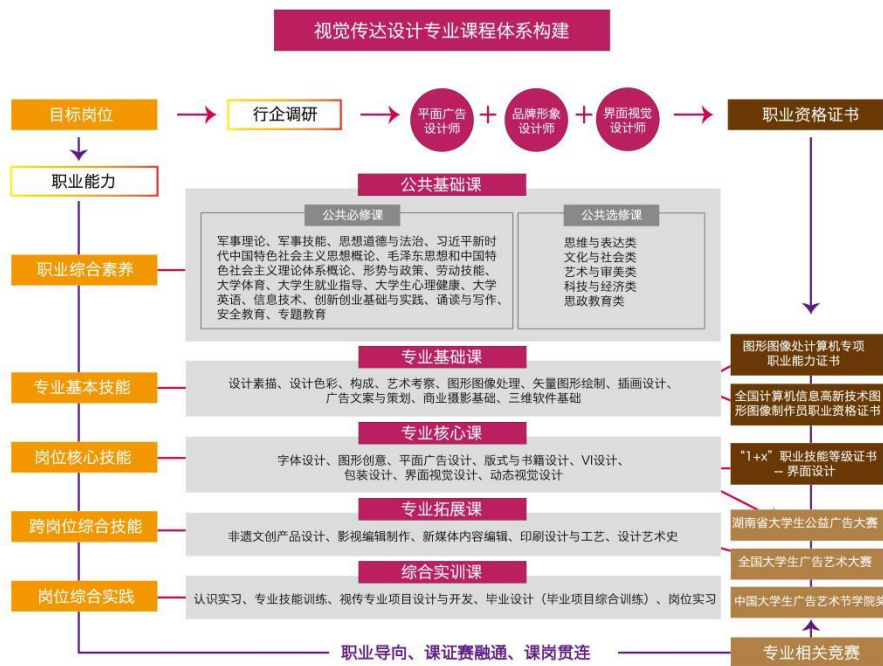 视觉传达设计专业课程体系构建
目标岗位
行企调研
平面广告
设计师
+
品牌形象
设计师
+
界面视觉
设计师
职业资格证书
职业能力
公共基础课
公共必修课
军事理论、军事技能、思想道德与法治、习近平新时
代中国特色社会主义思想概论、毛泽东思想和中国特
色社会主义理论体系概论、形势与政策、劳动技能、
大学体育、大学生就业指导、大学生心理健康、大学
英语、信息技术、创新创业基础与实践、诵读与写作、
安全教育、专题教育
公共选修课
思维与表达类
文化与社会类
艺术与审美类
科技与经济类
思政教育类
职业综合素养
专业基础课
设计素描、设计色彩、构成、艺术考察、图形图像处理、矢量图形绘制、插画设计、
广告文案与策划、商业摄影基础、三维软件基础
专业基本技能
图形图像处计算机专项
职业能力证书
全国计算机信息高新技术图
形图像制作员职业资格证书
专业核心课
字体设计、图形创意、平面广告设计、版式与书籍设计、VI设计、
包装设计、界面视觉设计、动态视觉设计
岗位核心技能
“1+x”职业技能等级证书
– 界面设计
专业拓展课
非遗文创产品设计、影视编辑制作、新媒体内容编辑、印刷设计与工艺、设计艺术史
跨岗位综合技能
湖南省大学生公益广告大赛
全国大学生广告艺术大赛
综合实训课
认识实习、专业技能训练、视传专业项目设计与开发、毕业设计（毕业项目综合训练）、岗位实习
岗位综合实践
中国大学生广告艺术节学院奖
职业导向、课证赛融通、课岗贯连
专业相关竞赛